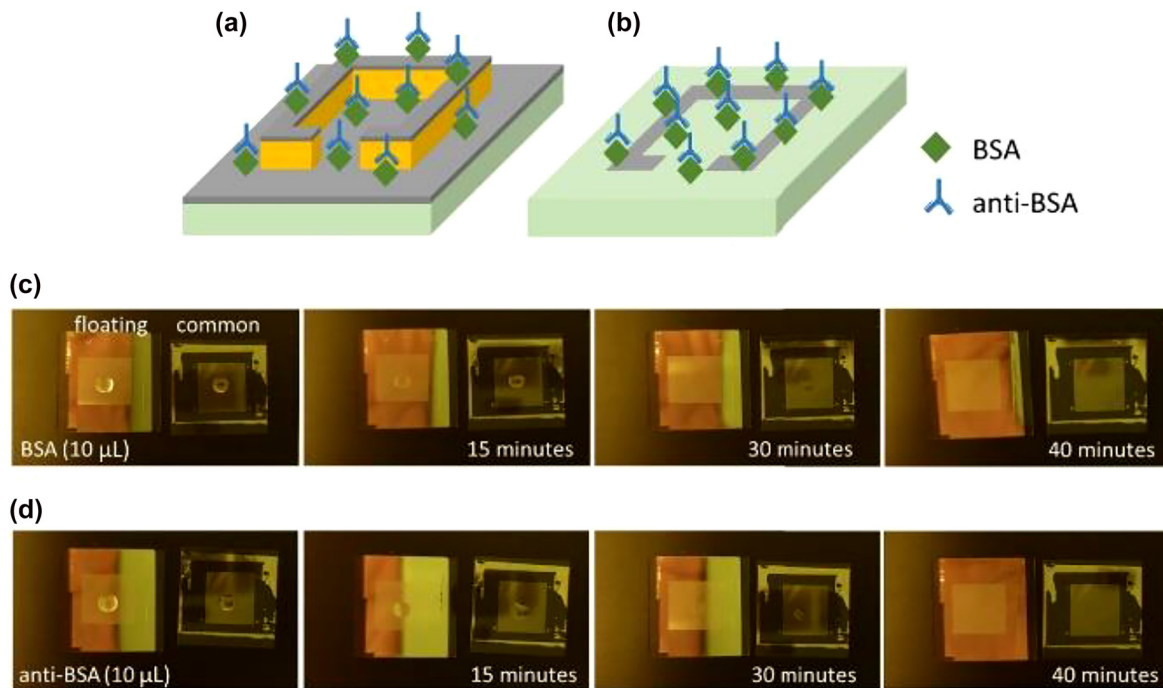 (a)
(b)
BSA
anti-BSA
(c)
floating
common
BSA (10 µL)
15 minutes
30 minutes
40 minutes
(d)
anti-BSA (10 µL)
15 minutes
30 minutes
40 minutes